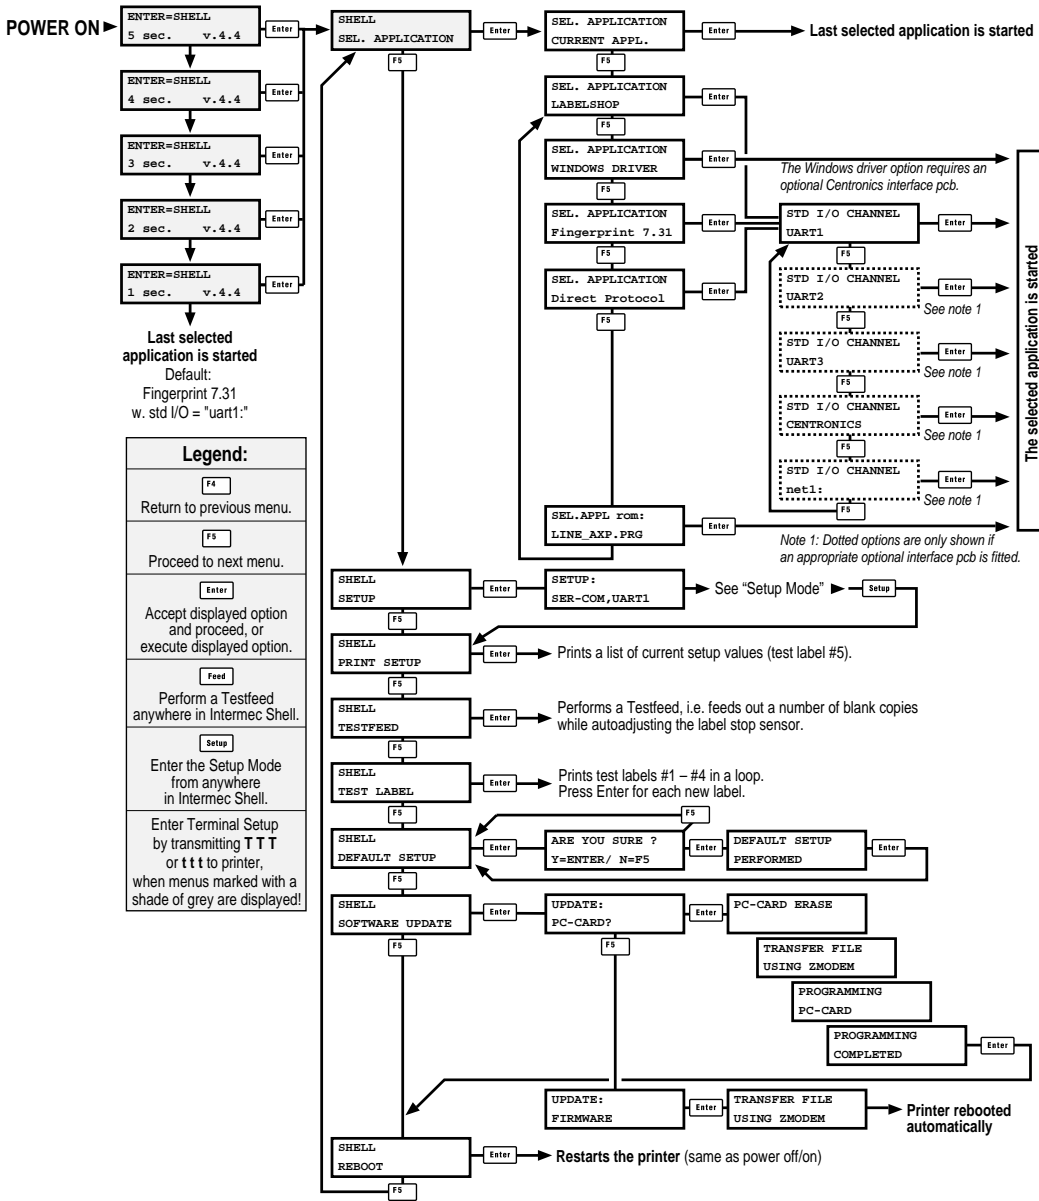 POWER ON
ENTER=SHELL
5 sec. v.4.4
Enter
ENTER=SHELL
4 sec. v.4.4
Enter
ENTER=SHELL
3 sec. v.4.4
Enter
ENTER=SHELL
2 sec. v.4.4
Enter
ENTER=SHELL
1 sec. v.4.4
Enter
Last selected
application is started
Default:
Fingerprint 7.31
w. std I/O = "uart1:"
Legend:
F4
Return to previous menu.
F5
Proceed to next menu.
Enter
Accept displayed option
and proceed, or
execute displayed option.
Feed
Perform a Testfeed
anywhere in Intermec Shell.
Setup
Enter the Setup Mode
from anywhere
in Intermec Shell.
Enter Terminal Setup
by transmitting T T T
or t t t to printer,
when menus marked with a
shade of grey are displayed!
SHELL
SEL. APPLICATION
Enter
F5
SEL. APPLICATION
CURRENT APPL.
Enter
Last selected application is started
F5
SEL. APPLICATION
LABELSHOP
Enter
F5
SEL. APPLICATION
WINDOWS DRIVER
Enter
The Windows driver option requires an
optional Centronics interface pcb.
F5
SEL. APPLICATION
Fingerprint 7.31
Enter
F5
SEL. APPLICATION
Direct Protocol
Enter
F5
STD I/O CHANNEL
UART1
Enter
F5
STD I/O CHANNEL
UART2
Enter
See note 1
F5
STD I/O CHANNEL
UART3
Enter
See note 1
F5
STD I/O CHANNEL
CENTRONICS
Enter
See note 1
F5
STD I/O CHANNEL
net1:
Enter
See note 1
F5
The selected application is started
SEL.APPL rom:
LINE_AXP.PRG
Enter
Note 1: Dotted options are only shown if
an appropriate optional interface pcb is fitted.
SHELL
SETUP
Enter
SETUP:
SER-COM,UART1
See “Setup Mode”
Setup
F5
SHELL
PRINT SETUP
Enter
Prints a list of current setup values (test label #5).
F5
SHELL
TESTFEED
Enter
Performs a Testfeed, i.e. feeds out a number of blank copies
while autoadjusting the label stop sensor.
F5
SHELL
TEST LABEL
Enter
Prints test labels #1 – #4 in a loop.
Press Enter for each new label.
F5
F5
SHELL
DEFAULT SETUP
Enter
ARE YOU SURE ?
Y=ENTER/ N=F5
Enter
DEFAULT SETUP
PERFORMED
Enter
F5
SHELL
SOFTWARE UPDATE
Enter
UPDATE:
PC-CARD?
Enter
PC-CARD ERASE
F5
F5
TRANSFER FILE
USING ZMODEM
PROGRAMMING
PC-CARD
PROGRAMMING
COMPLETED
Enter
UPDATE:
FIRMWARE
Enter
TRANSFER FILE
USING ZMODEM
Printer rebooted
automatically
SHELL
REBOOT
Enter
Restarts the printer (same as power off/on)
F5